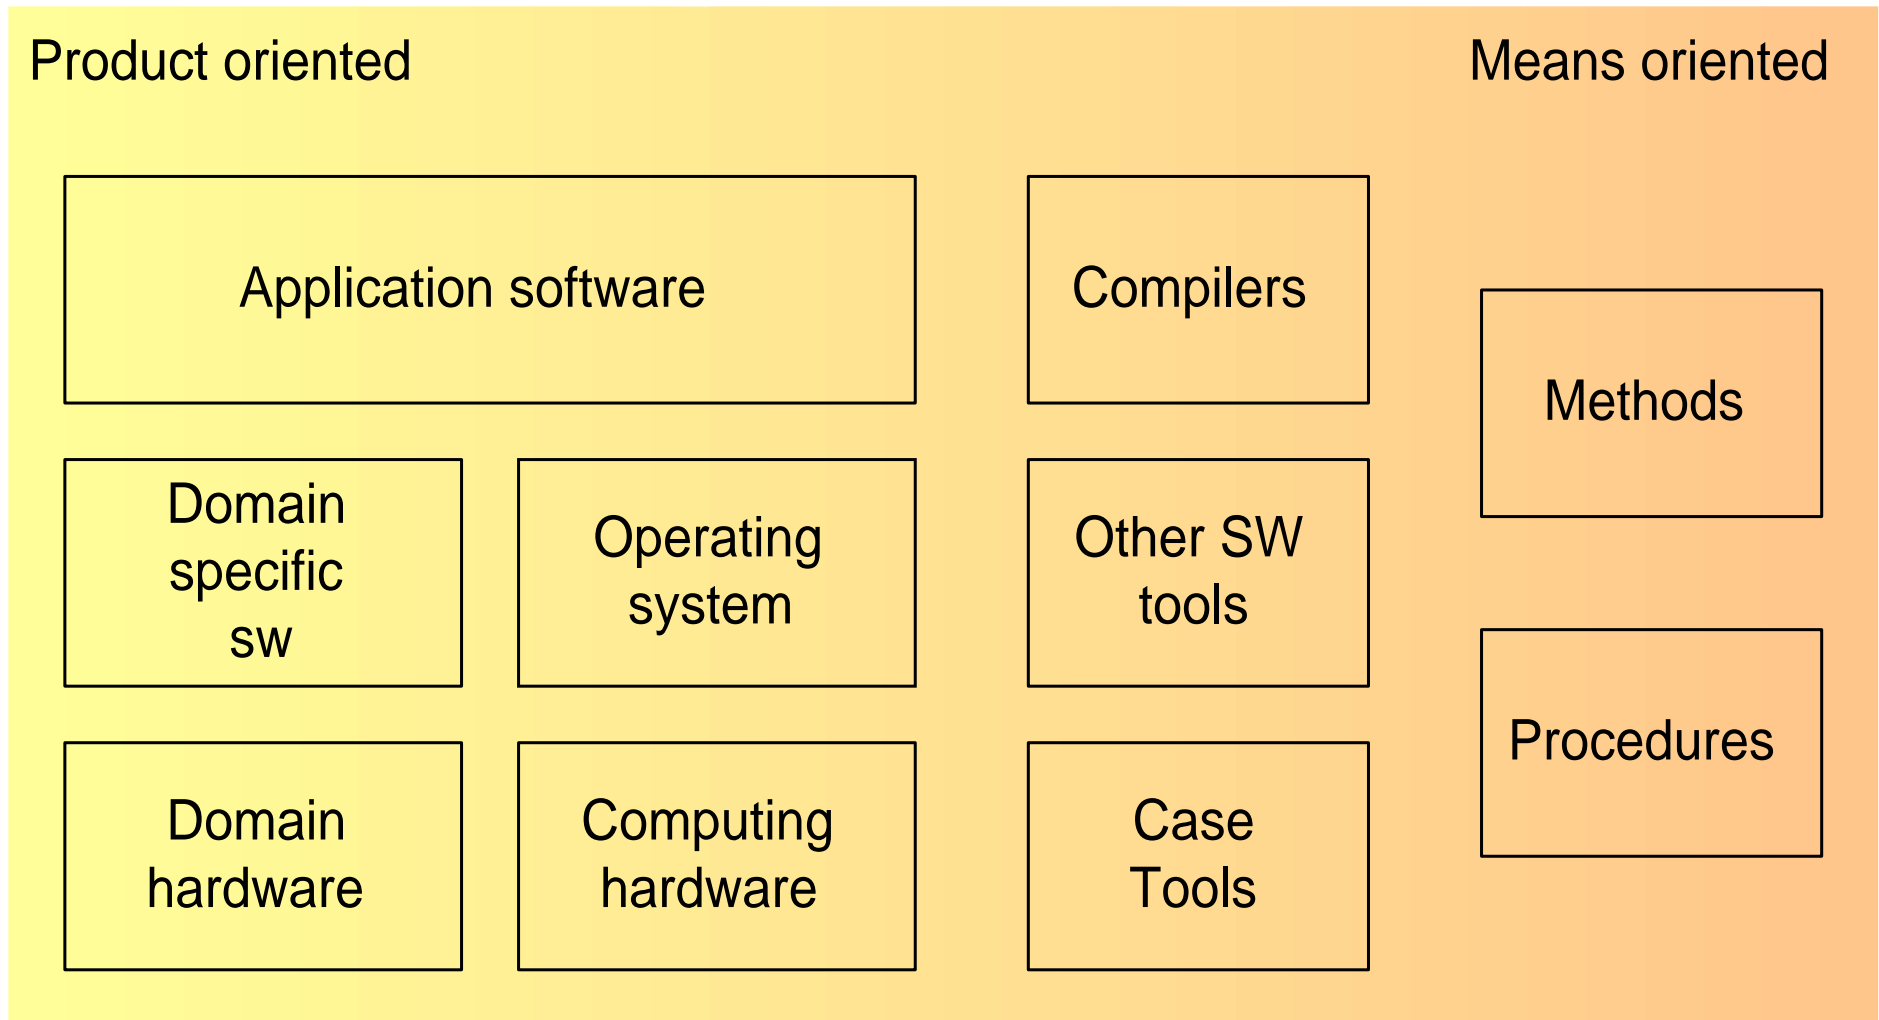 Product oriented
Means oriented
Application software
Compilers
Methods
Domain
specific
sw
Operating
system
Other SW
tools
Procedures
Domain
hardware
Computing
hardware
Case
Tools